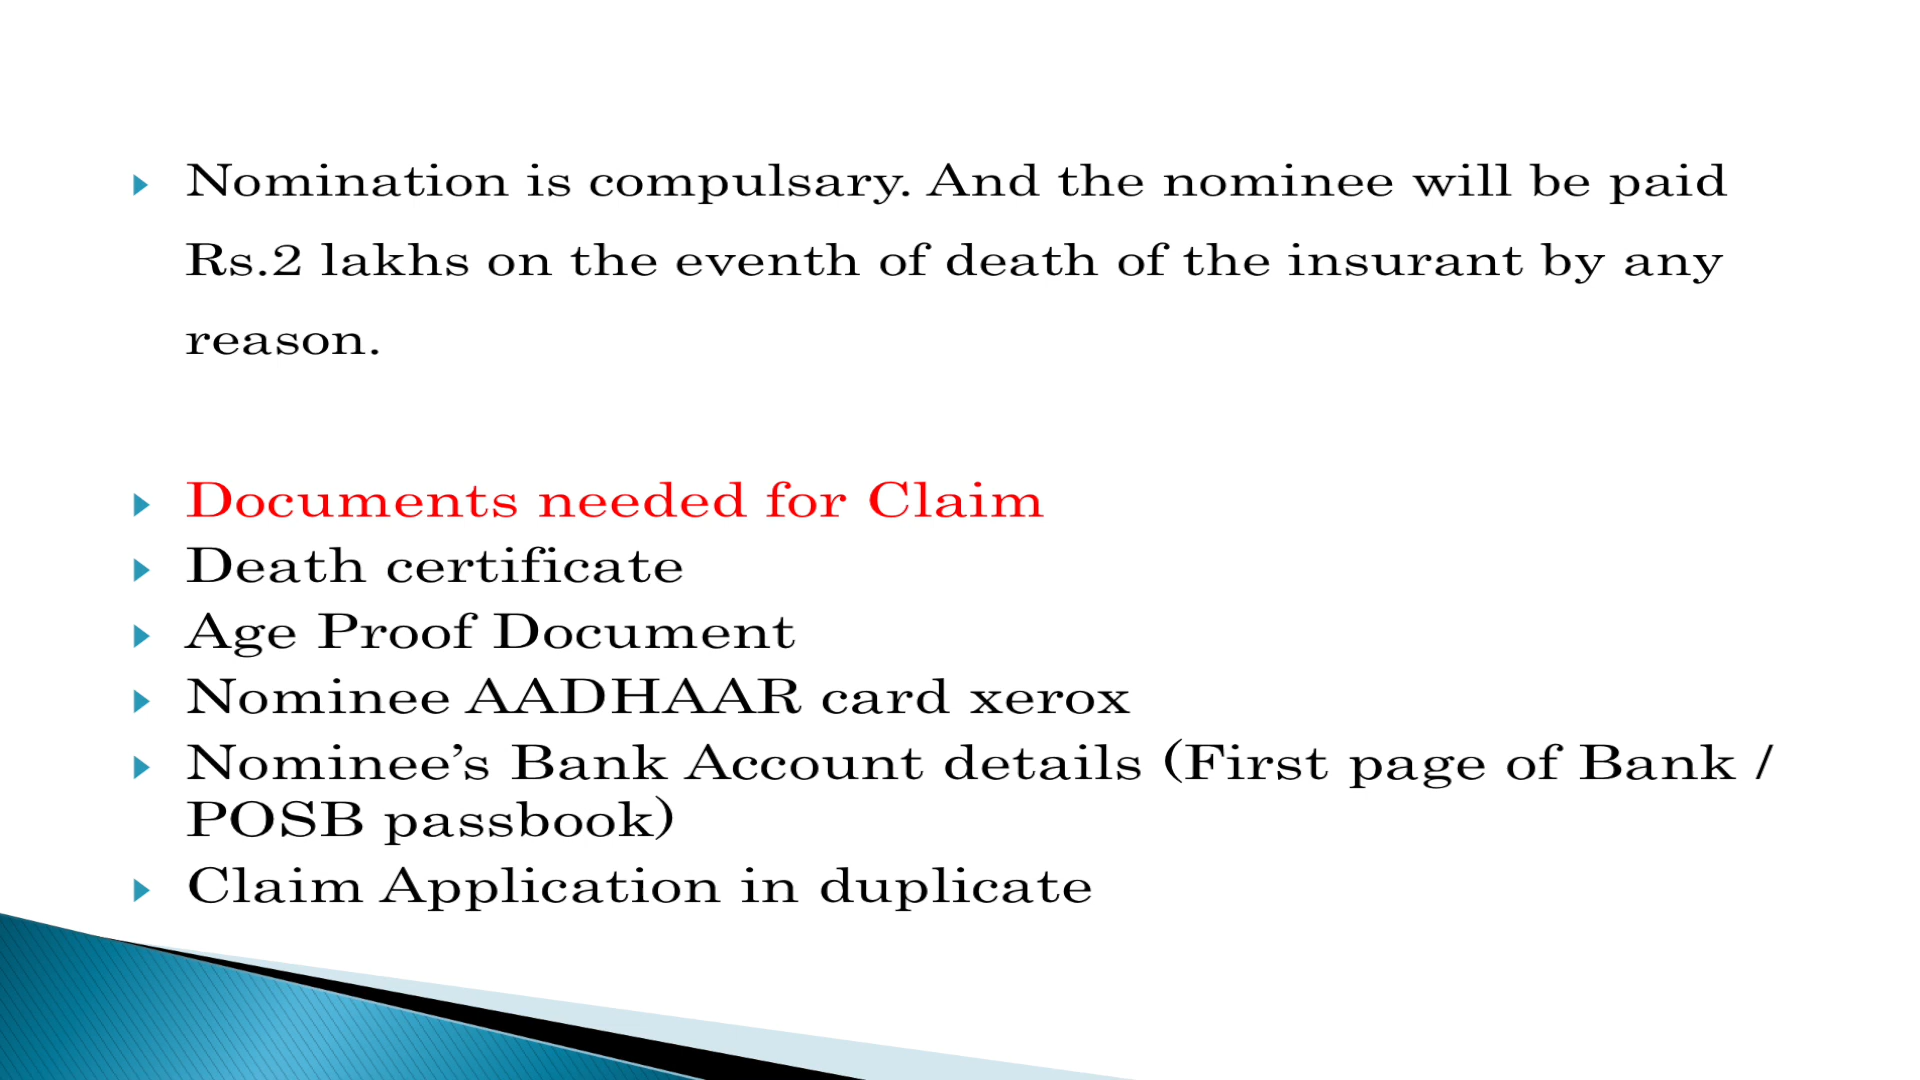 Nomination is compulsary. And the nominee will be paid
Rs.2 lakhs on the eventh of death of the insurant by any
reason.
Documents needed for Claim
Death certificate
Age Proof Document
Nominee AADHAAR card xerox
Nominee’s Bank Account details (First page of Bank /
POSB passbook)
Claim Application in duplicate